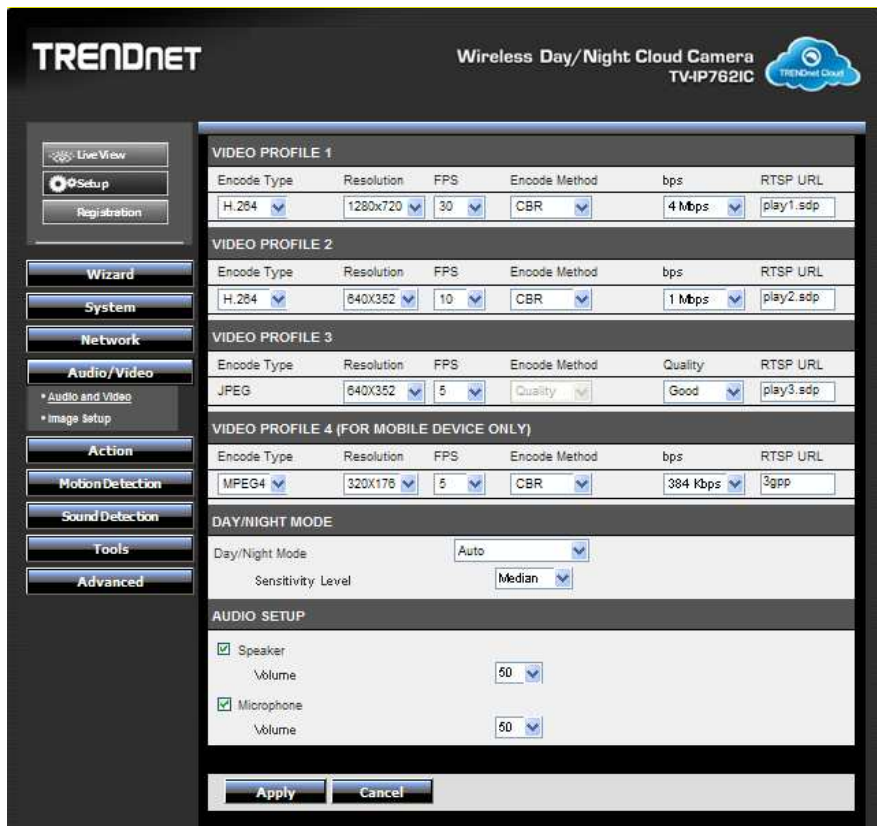 TRENDnet
Wireless Day/Night Cloud Camera
TV-IP762IC
TRENDnet Cloud
Live View
Setup
Registration
Wizard
System
Network
Audio/Video
Audio and Video
Image Setup
Action
Motion Detection
Sound Detection
Tools
Advanced
VIDEO PROFILE 1
Encode Type Resolution FPS Encode Method bps RTSP URL
H.264 1280x720 30 CBR 4 Mbps play1.sdp
VIDEO PROFILE 2
Encode Type Resolution FPS Encode Method bps RTSP URL
H.264 640X352 10 CBR 1 Mbps play2.sdp
VIDEO PROFILE 3
Encode Type Resolution FPS Encode Method Quality RTSP URL
JPEG 640X352 5 Quality Good play3.sdp
VIDEO PROFILE 4 (FOR MOBILE DEVICE ONLY)
Encode Type Resolution FPS Encode Method bps RTSP URL
MPEG4 320X176 5 CBR 384 Kbps 3gpp
DAY/NIGHT MODE
Day/Night Mode Auto
Sensitivity Level Median
AUDIO SETUP
Speaker
Volume 50
Microphone
Volume 50
Apply Cancel